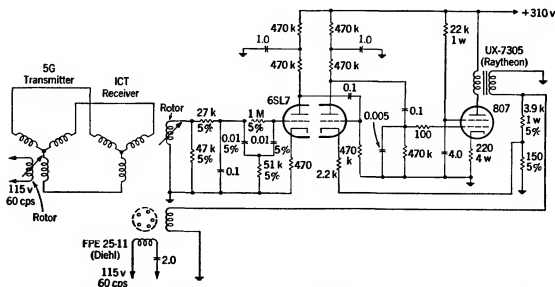 +310 v
470 k
470 k
22 k
1 w
UX-7305
(Raytheon)
1.0
1.0
5G
Transmitter
ICT
Receiver
470 k
470 k
807
6SL7
0.1
Rotor
27 k
5%
1 M
5%
0.005
0.1
3.9 k
1 w
5%
0.01
5%
0.01
5%
100
47 k
5%
51 k
5%
470
470
k
470 k
4.0
220
4 w
150
5%
0.1
2.2 k
115 v
60 cps
Rotor
FPE 25-11
(Diehl)
2.0
115 v
60 cps